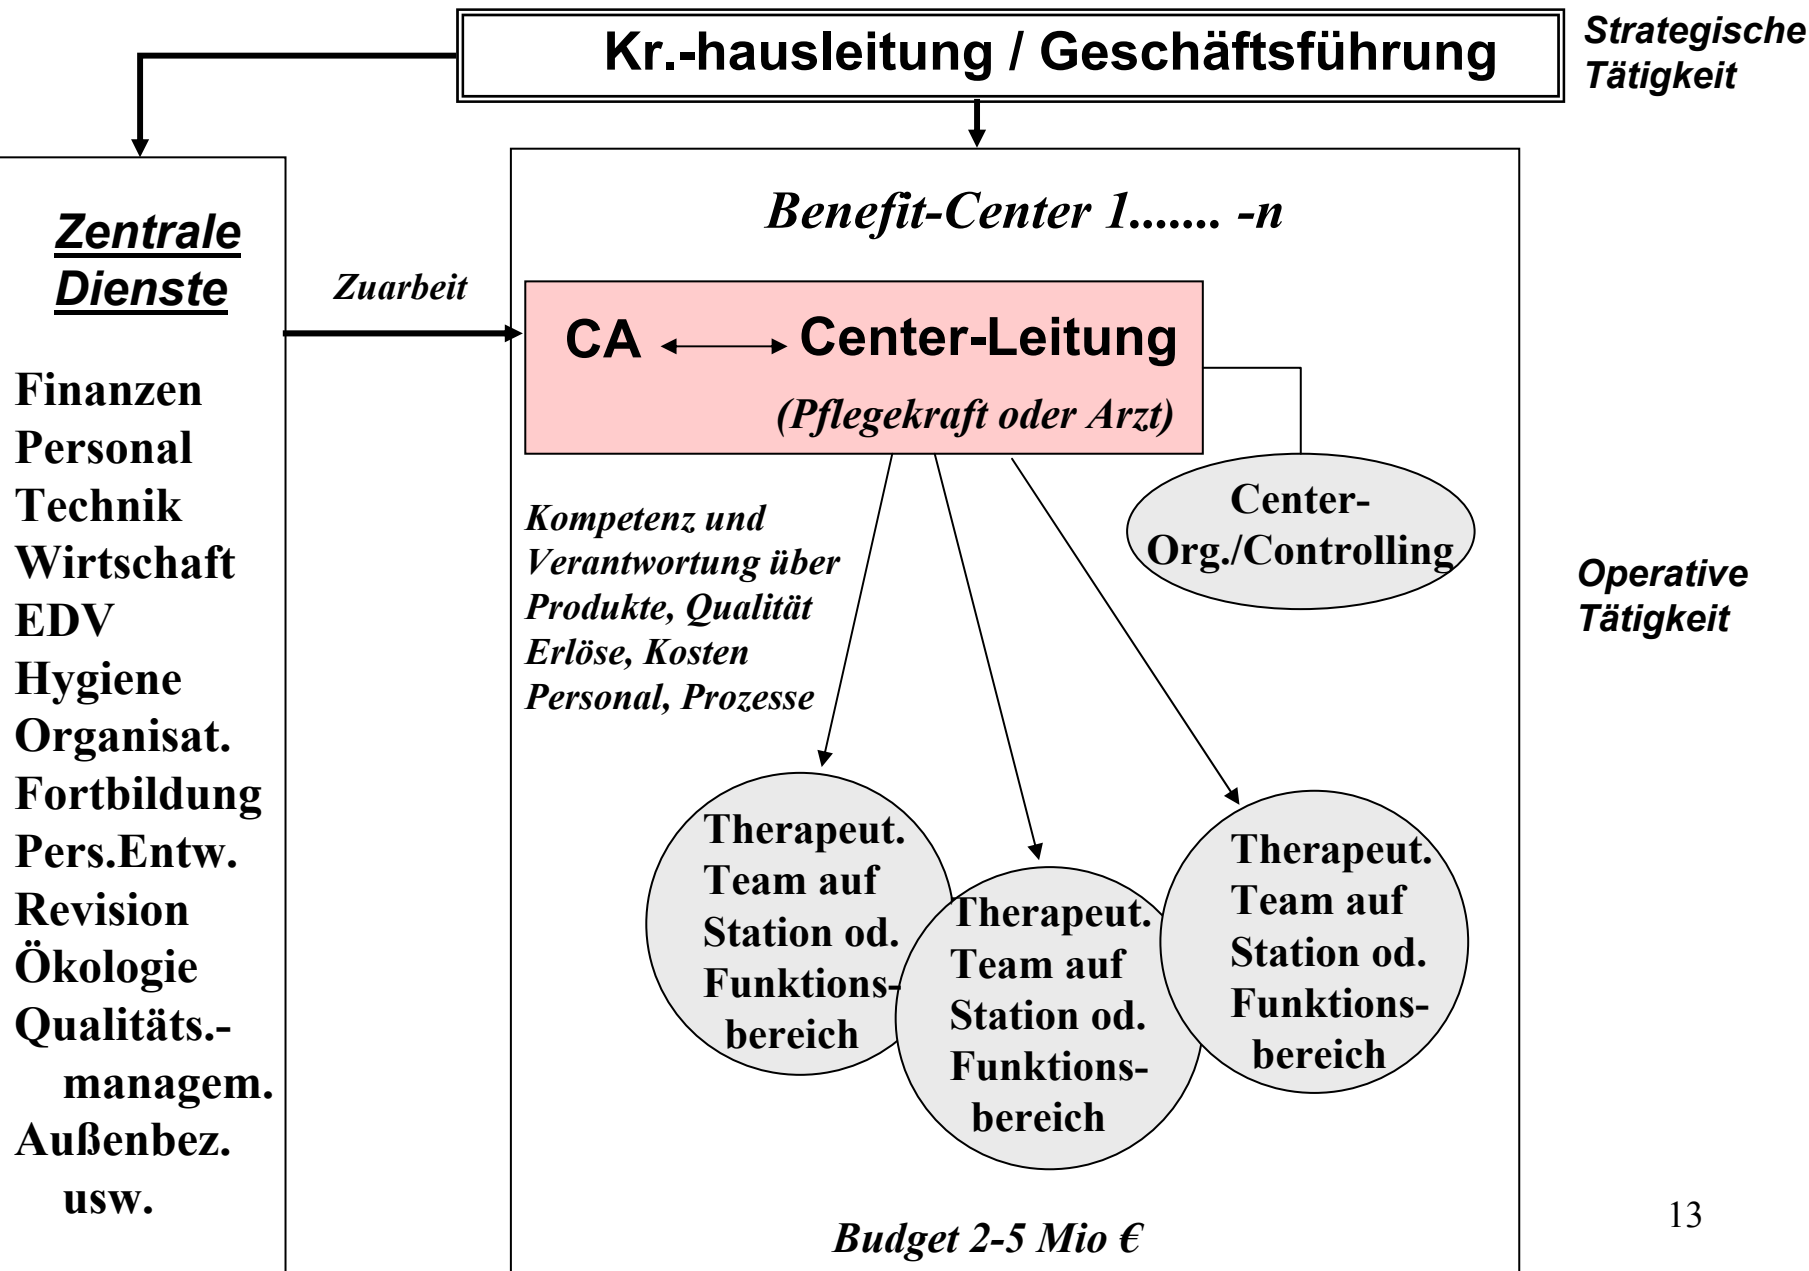 Kr.-hausleitung / Geschäftsführung
Strategische
Tätigkeit
Zentrale
Dienste
Finanzen
Personal
Technik
Wirtschaft
EDV
Hygiene
Organisat.
Fortbildung
Pers.Entw.
Revision
Ökologie
Qualitäts.-
managem.
Außenbez.
usw.
Zuarbeit
Benefit-Center 1....... -n
CA Center-Leitung
(Pflegekraft oder Arzt)
Kompetenz und
Verantwortung über
Produkte, Qualität
Erlöse, Kosten
Personal, Prozesse
Center-
Org./Controlling
Operative
Tätigkeit
Therapeut.
Team auf
Station od.
Funktions-
bereich
Therapeut.
Team auf
Station od.
Funktions-
bereich
Therapeut.
Team auf
Station od.
Funktions-
bereich
Budget 2-5 Mio €
13